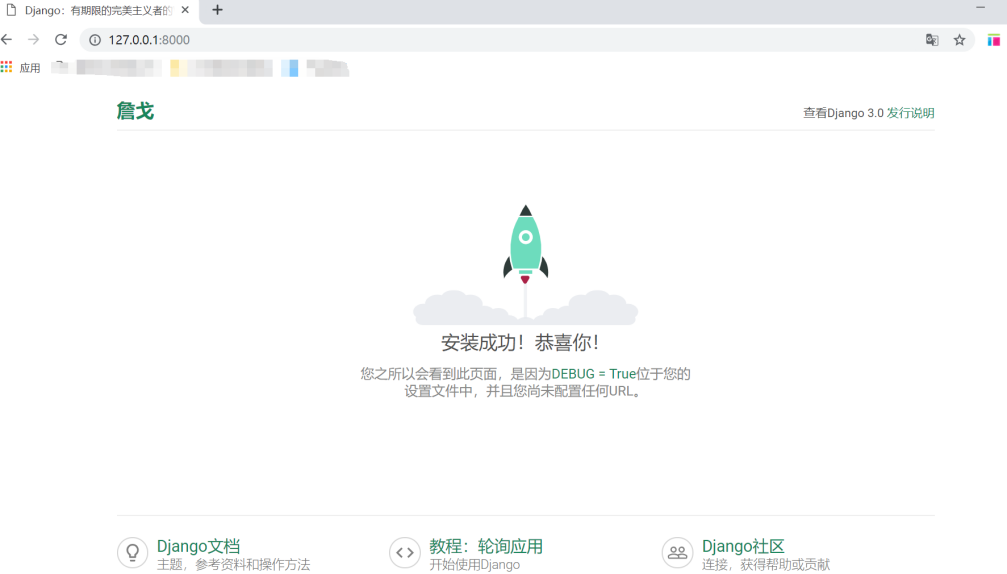 Django：有期限的完美主义者的
127.0.0.1:8000
应用
詹戈
查看Django 3.0 发行说明
安装成功！恭喜你！
您之所以会看到此页面，是因为DEBUG = True位于您的
设置文件中，并且您尚未配置任何URL。
Django文档
主题，参考资料和操作方法
教程：轮询应用
开始使用Django
Django社区
连接，获得帮助或贡献